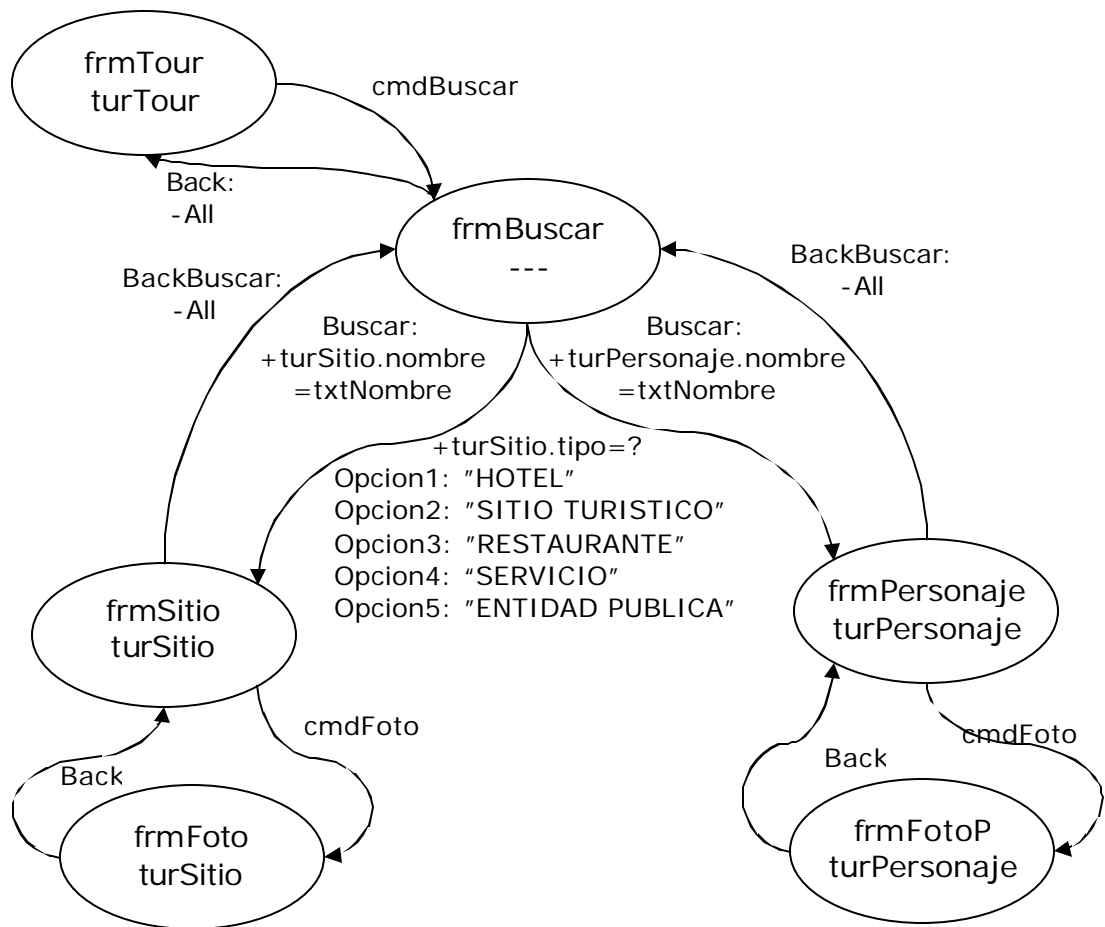 frmTour
turTour
cmdBuscar
Back:
-All
frmBuscar
---
BackBuscar:
-All
BackBuscar:
-All
Buscar:
+turSitio.nombre
=txtNombre
Buscar:
+turPersonaje.nombre
=txtNombre
+turSitio.tipo=?
Opcion1: "HOTEL"
Opcion2: "SITIO TURISTICO"
Opcion3: "RESTAURANTE"
Opcion4: “SERVICIO"
Opcion5: "ENTIDAD PUBLICA"
frmSitio
turSitio
frmPersonaje
turPersonaje
cmdFoto
Back
cmdFoto
Back
frmFoto
turSitio
frmFotoP
turPersonaje